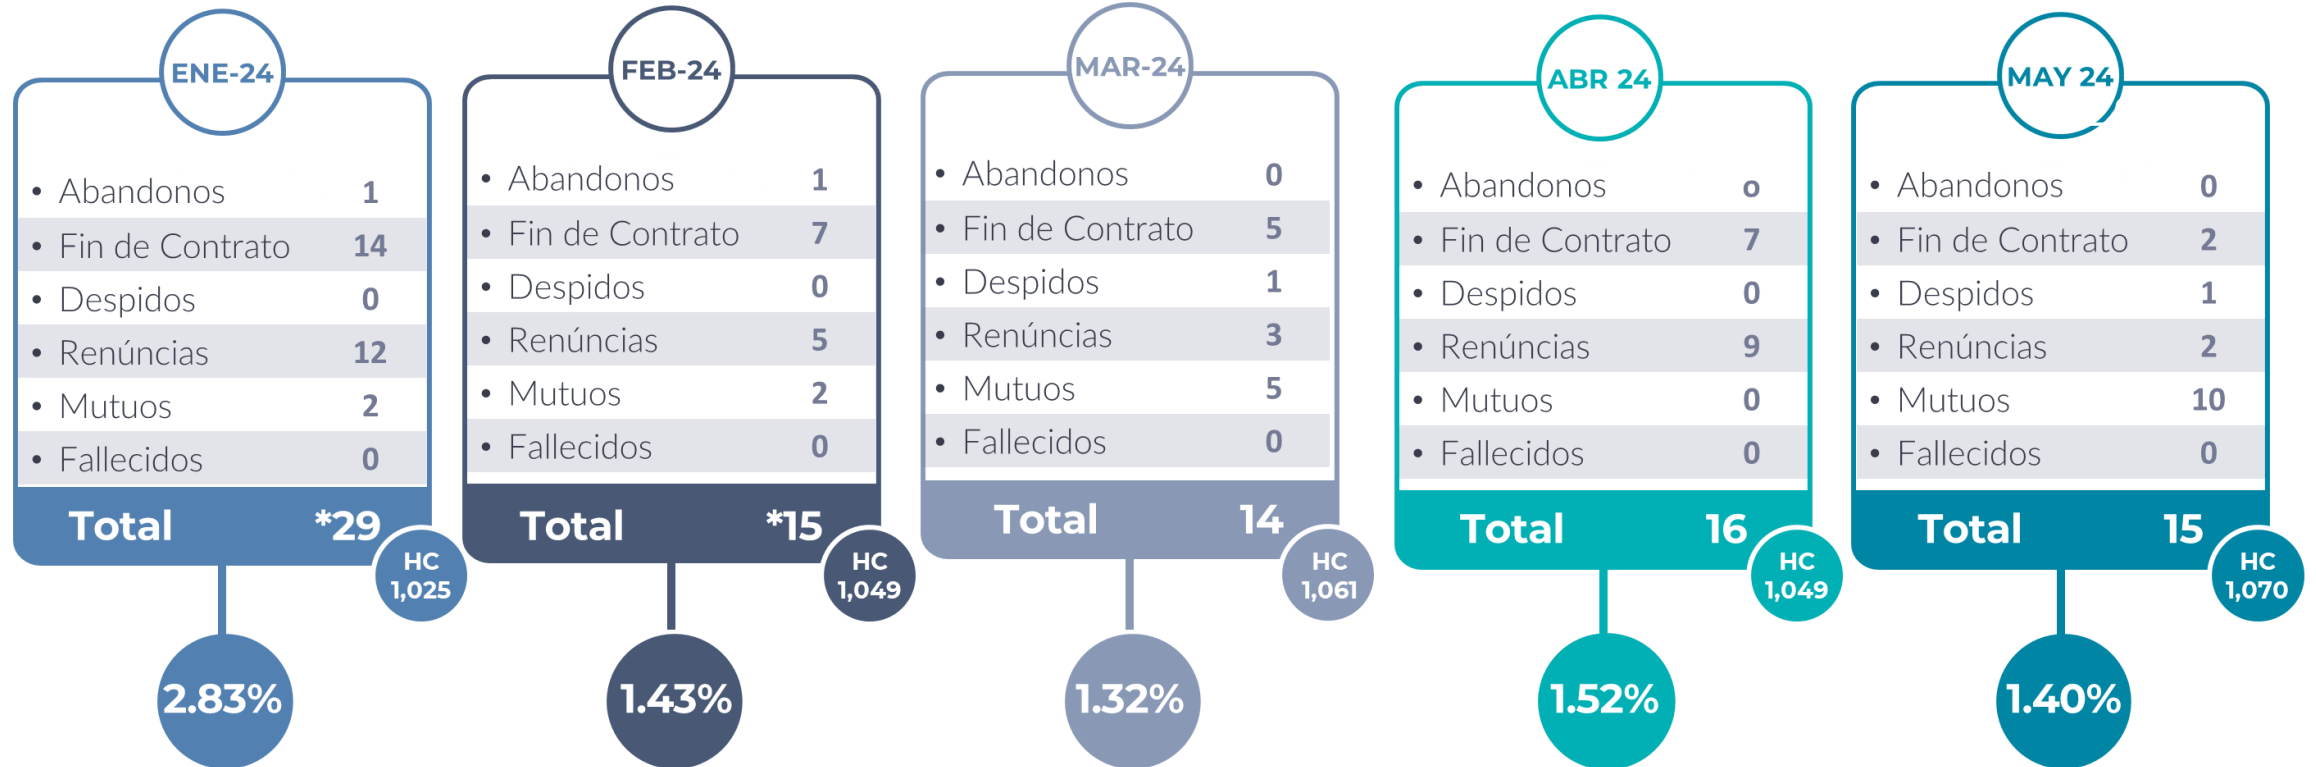 ENE-24
• Abandonos 1
• Fin de Contrato 14
• Despidos 0
• Renúncias 12
• Mutuos 2
• Fallecidos 0
Total *29
HC
1,025
2.83%
FEB-24
• Abandonos 1
• Fin de Contrato 7
• Despidos 0
• Renúncias 5
• Mutuos 2
• Fallecidos 0
Total *15
HC
1,049
1.43%
MAR-24
• Abandonos 0
• Fin de Contrato 5
• Despidos 1
• Renúncias 3
• Mutuos 5
• Fallecidos 0
Total 14
HC
1,061
1.32%
ABR 24
• Abandonos o
• Fin de Contrato 7
• Despidos 0
• Renúncias 9
• Mutuos 0
• Fallecidos 0
Total 16
HC
1,049
1.52%
MAY 24
• Abandonos 0
• Fin de Contrato 2
• Despidos 1
• Renúncias 2
• Mutuos 10
• Fallecidos 0
Total 15
HC
1,070
1.40%